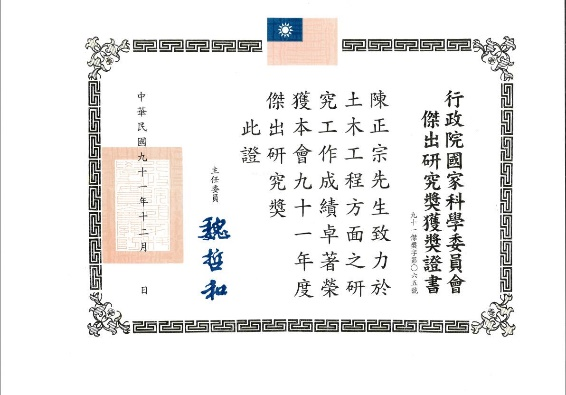 行政院國家科學委員會
傑出研究獎獲獎證書
九十一傑獎字第〇六五號
陳正宗先生致力於
土木工程方面之研
究工作成績卓著榮
獲本會九十一年度
傑出研究獎
此證
主任委員
魏哲和
中華民國九十一年十二月 日